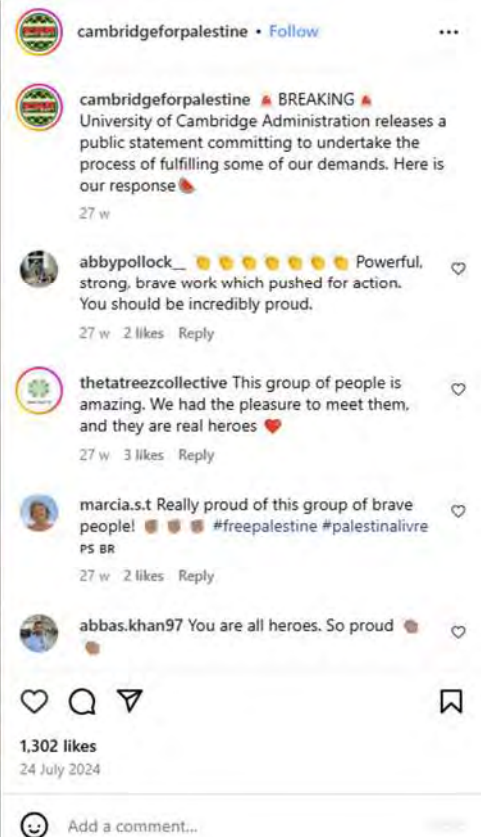 cambridgeforpalestine • Follow
cambridgeforpalestine 🚨 BREAKING 🚨
University of Cambridge Administration releases a
public statement committing to undertake the
process of fulfilling some of our demands. Here is
our response🍉
27 w
abbypollock__ 👏👏👏👏👏👏👏 Powerful,
strong, brave work which pushed for action.
You should be incredibly proud.
27 w 2 likes Reply
thetatreezcollective This group of people is
amazing. We had the pleasure to meet them,
and they are real heroes ❤️
27 w 3 likes Reply
marcia.s.t Really proud of this group of brave
people! ✊🏽✊🏽✊🏽 #freepalestine #palestinalivre
PS BR
27 w 2 likes Reply
abbas.khan97 You are all heroes. So proud 👏🏽
👏🏽
1,302 likes
24 July 2024
Add a comment...